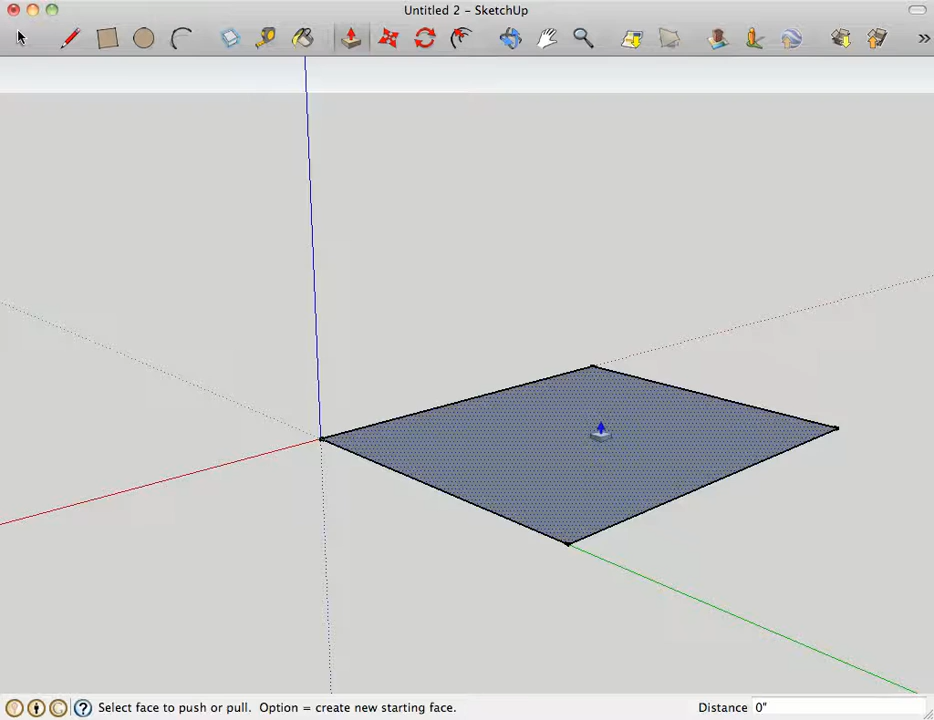 Untitled 2 - SketchUp
»
Select face to push or pull. Option = create new starting face.
Distance 0"